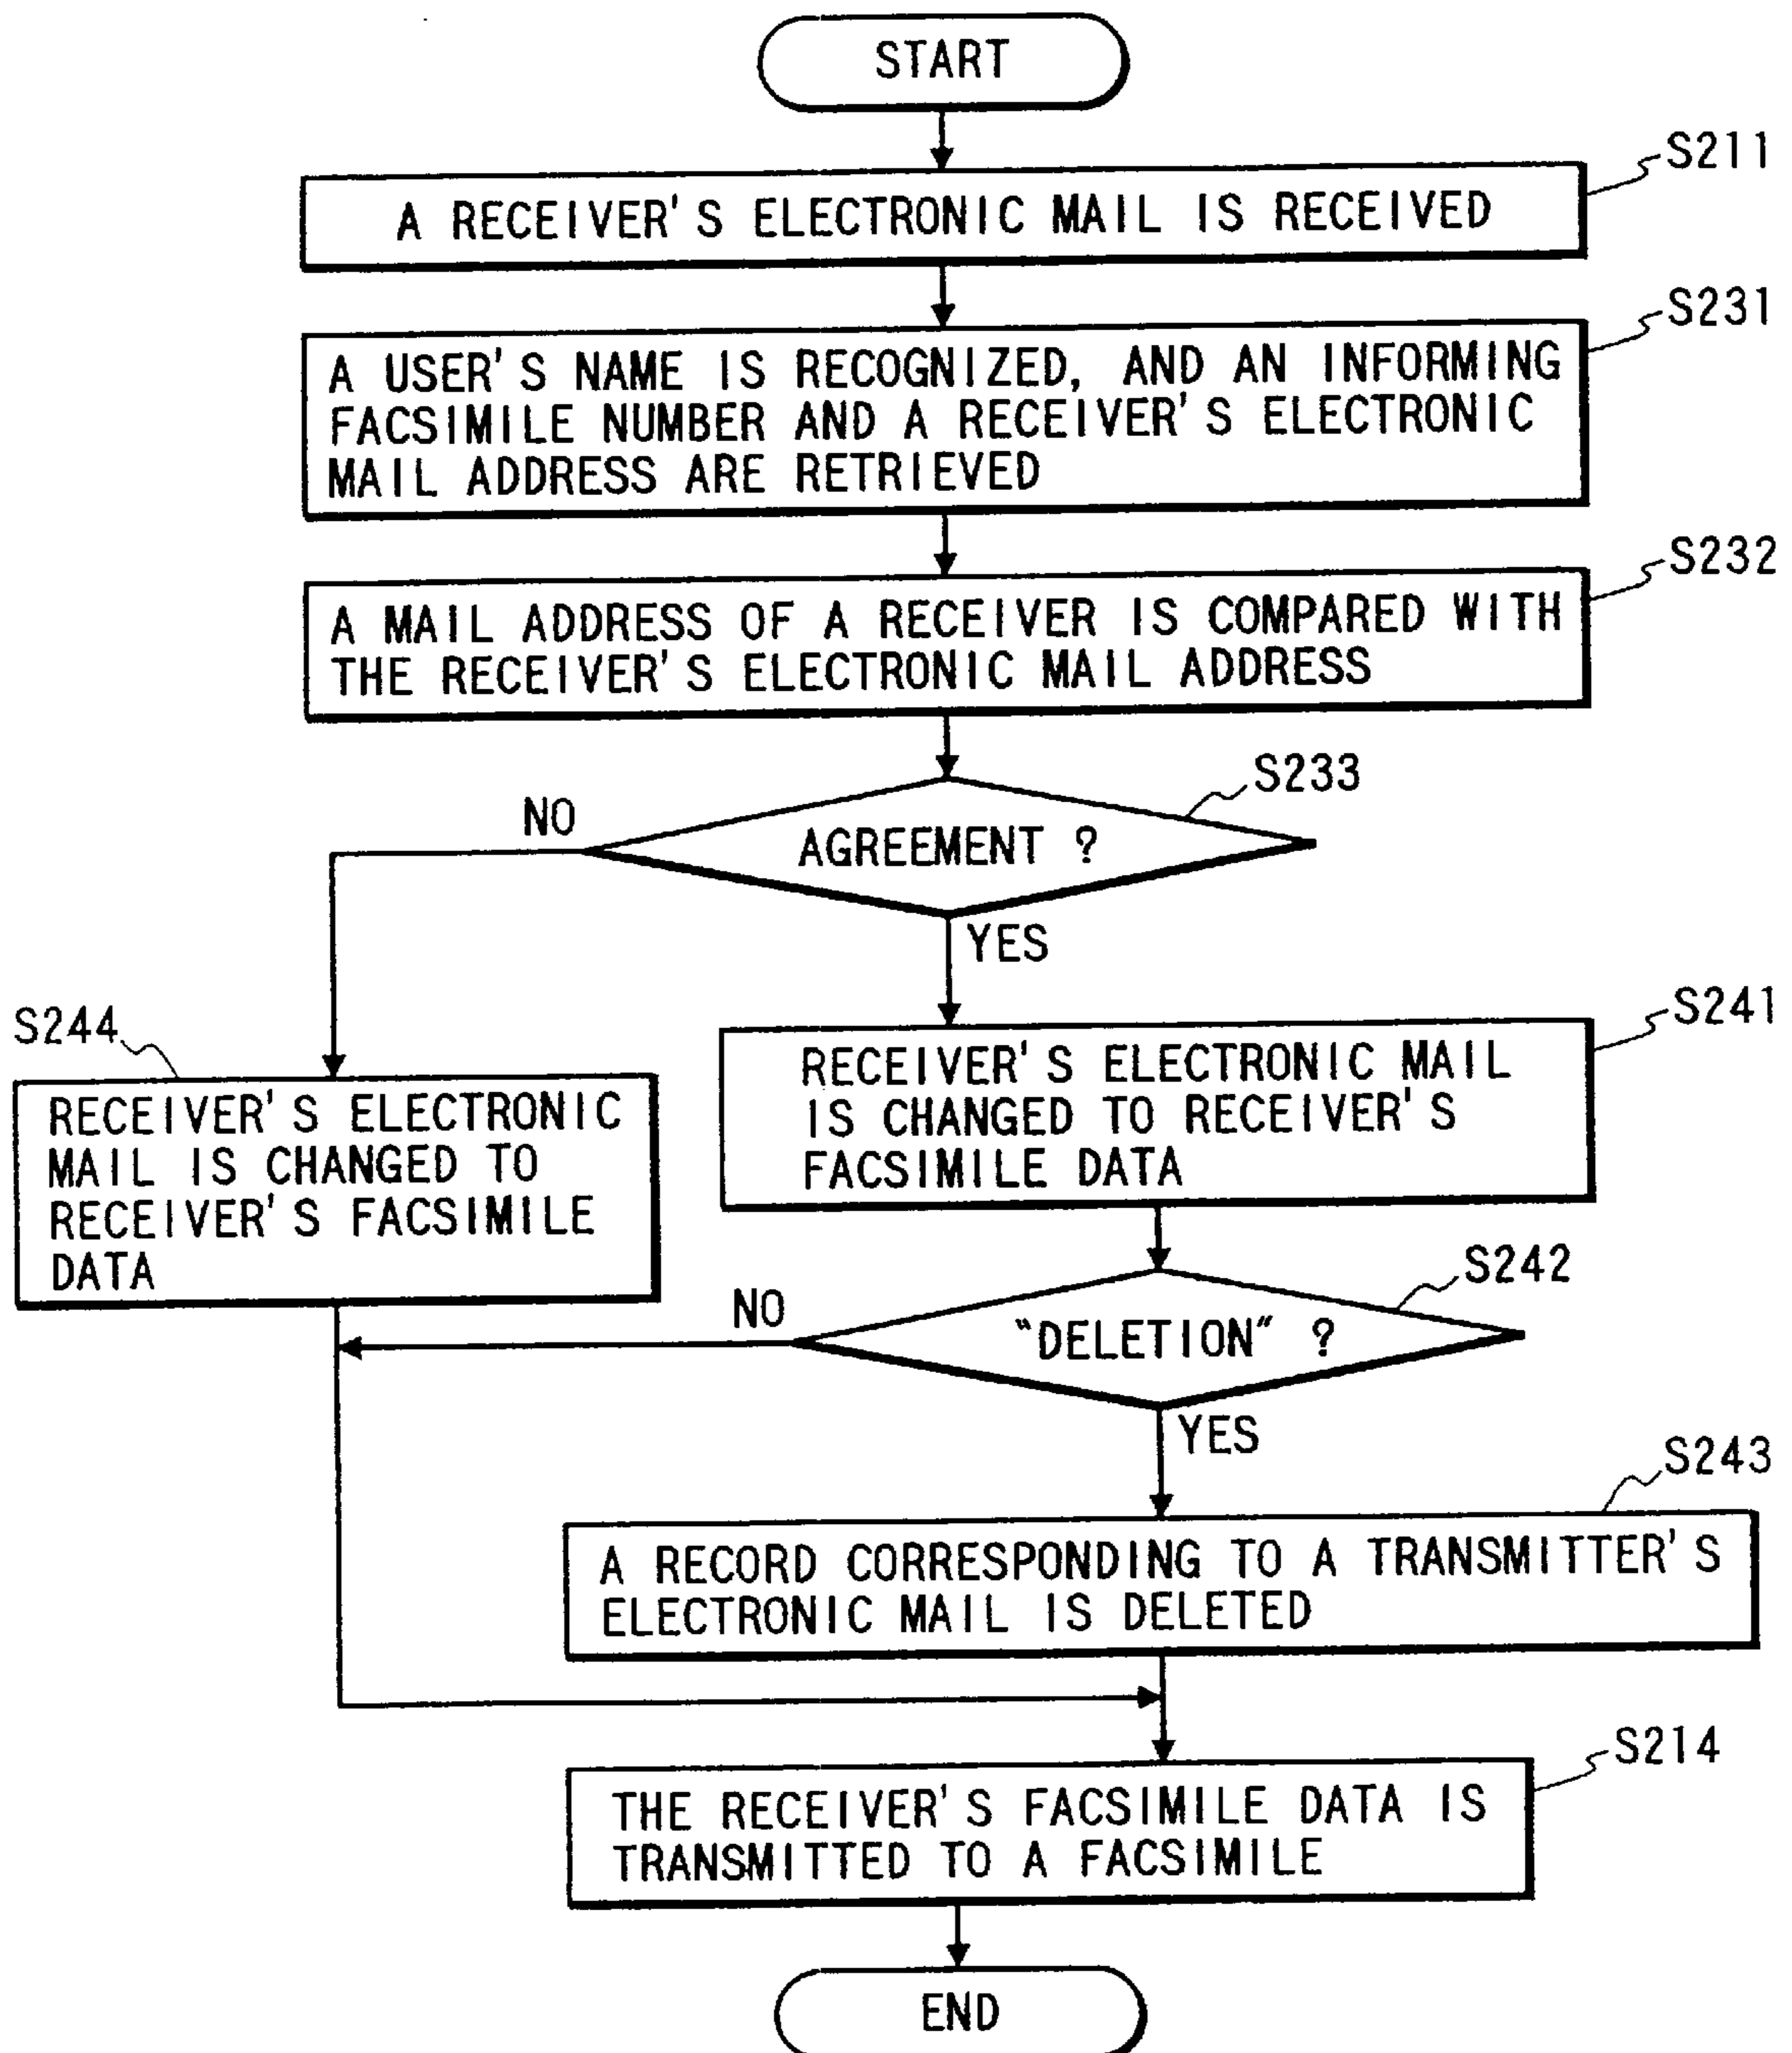 START
S211
A RECEIVER'S ELECTRONIC MAIL IS RECEIVED
S231
A USER'S NAME IS RECOGNIZED, AND AN INFORMING
FACSIMILE NUMBER AND A RECEIVER'S ELECTRONIC
MAIL ADDRESS ARE RETRIEVED
S232
A MAIL ADDRESS OF A RECEIVER IS COMPARED WITH
THE RECEIVER'S ELECTRONIC MAIL ADDRESS
S233
NO
AGREEMENT ?
YES
S244
RECEIVER'S ELECTRONIC
MAIL IS CHANGED TO
RECEIVER'S FACSIMILE
DATA
S241
RECEIVER'S ELECTRONIC MAIL
IS CHANGED TO RECEIVER'S
FACSIMILE DATA
S242
NO
"DELETION" ?
YES
S243
A RECORD CORRESPONDING TO A TRANSMITTER'S
ELECTRONIC MAIL IS DELETED
S214
THE RECEIVER'S FACSIMILE DATA IS
TRANSMITTED TO A FACSIMILE
END